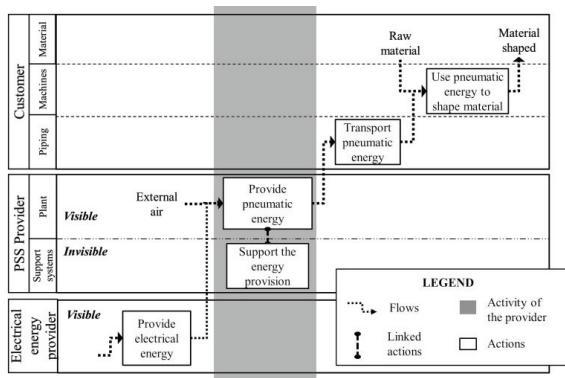 Customer
Material
Machines
Piping
Raw
material
Material
shaped
Use pneumatic
energy to
shape material
Transport
pneumatic
energy
PSS Provider
Plant
Support
systems
Visible
External
air
Provide
pneumatic
energy
Invisible
Support the
energy
provision
Electrical
energy
provider
Visible
Provide
electrical
energy
LEGEND
Flows
Activity of
the provider
Linked
actions
Actions